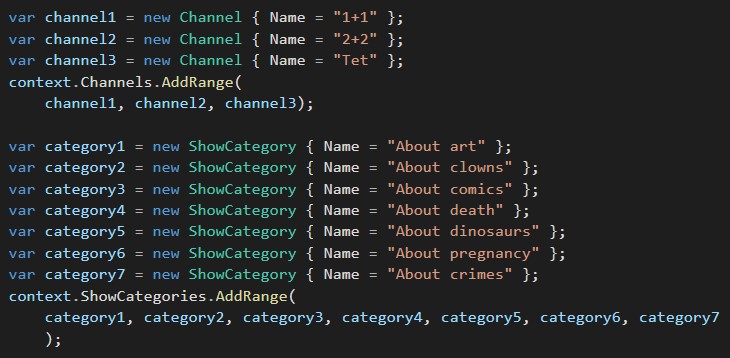 var channel1 = new Channel { Name = "1+1" };
var channel2 = new Channel { Name = "2+2" };
var channel3 = new Channel { Name = "Tet" };
context.Channels.AddRange(
    channel1, channel2, channel3);

var category1 = new ShowCategory { Name = "About art" };
var category2 = new ShowCategory { Name = "About clowns" };
var category3 = new ShowCategory { Name = "About comics" };
var category4 = new ShowCategory { Name = "About death" };
var category5 = new ShowCategory { Name = "About dinosaurs" };
var category6 = new ShowCategory { Name = "About pregnancy" };
var category7 = new ShowCategory { Name = "About crimes" };
context.ShowCategories.AddRange(
    category1, category2, category3, category4, category5, category6, category7
    );